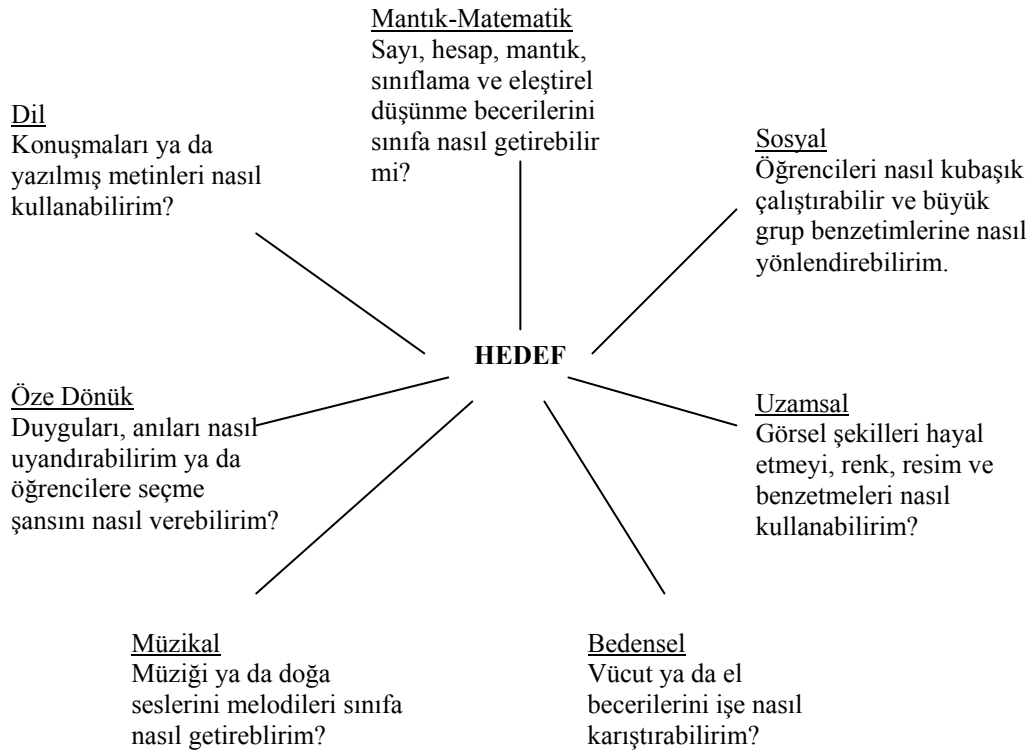 Mantık-Matematik
Sayı, hesap, mantık,
sınıflama ve eleştirel
düşünme becerilerini
sınıfa nasıl getirebilir
mi?
Dil
Konuşmaları ya da
yazılmış metinleri nasıl
kullanabilirim?
Sosyal
Öğrencileri nasıl kubaşık
çalıştırabilir ve büyük
grup benzetimlerine nasıl
yönlendirebilirim.
HEDEF
Öze Dönük
Duyguları, anıları nasıl
uyandırabilirim ya da
öğrencilere seçme
şansını nasıl verebilirim?
Uzamsal
Görsel şekilleri hayal
etmeyi, renk, resim ve
benzetmeleri nasıl
kullanabilirim?
Müzikal
Müziği ya da doğa
seslerini melodileri sınıfa
nasıl getireblirim?
Bedensel
Vücut ya da el
becerilerini işe nasıl
karıştırabilirim?